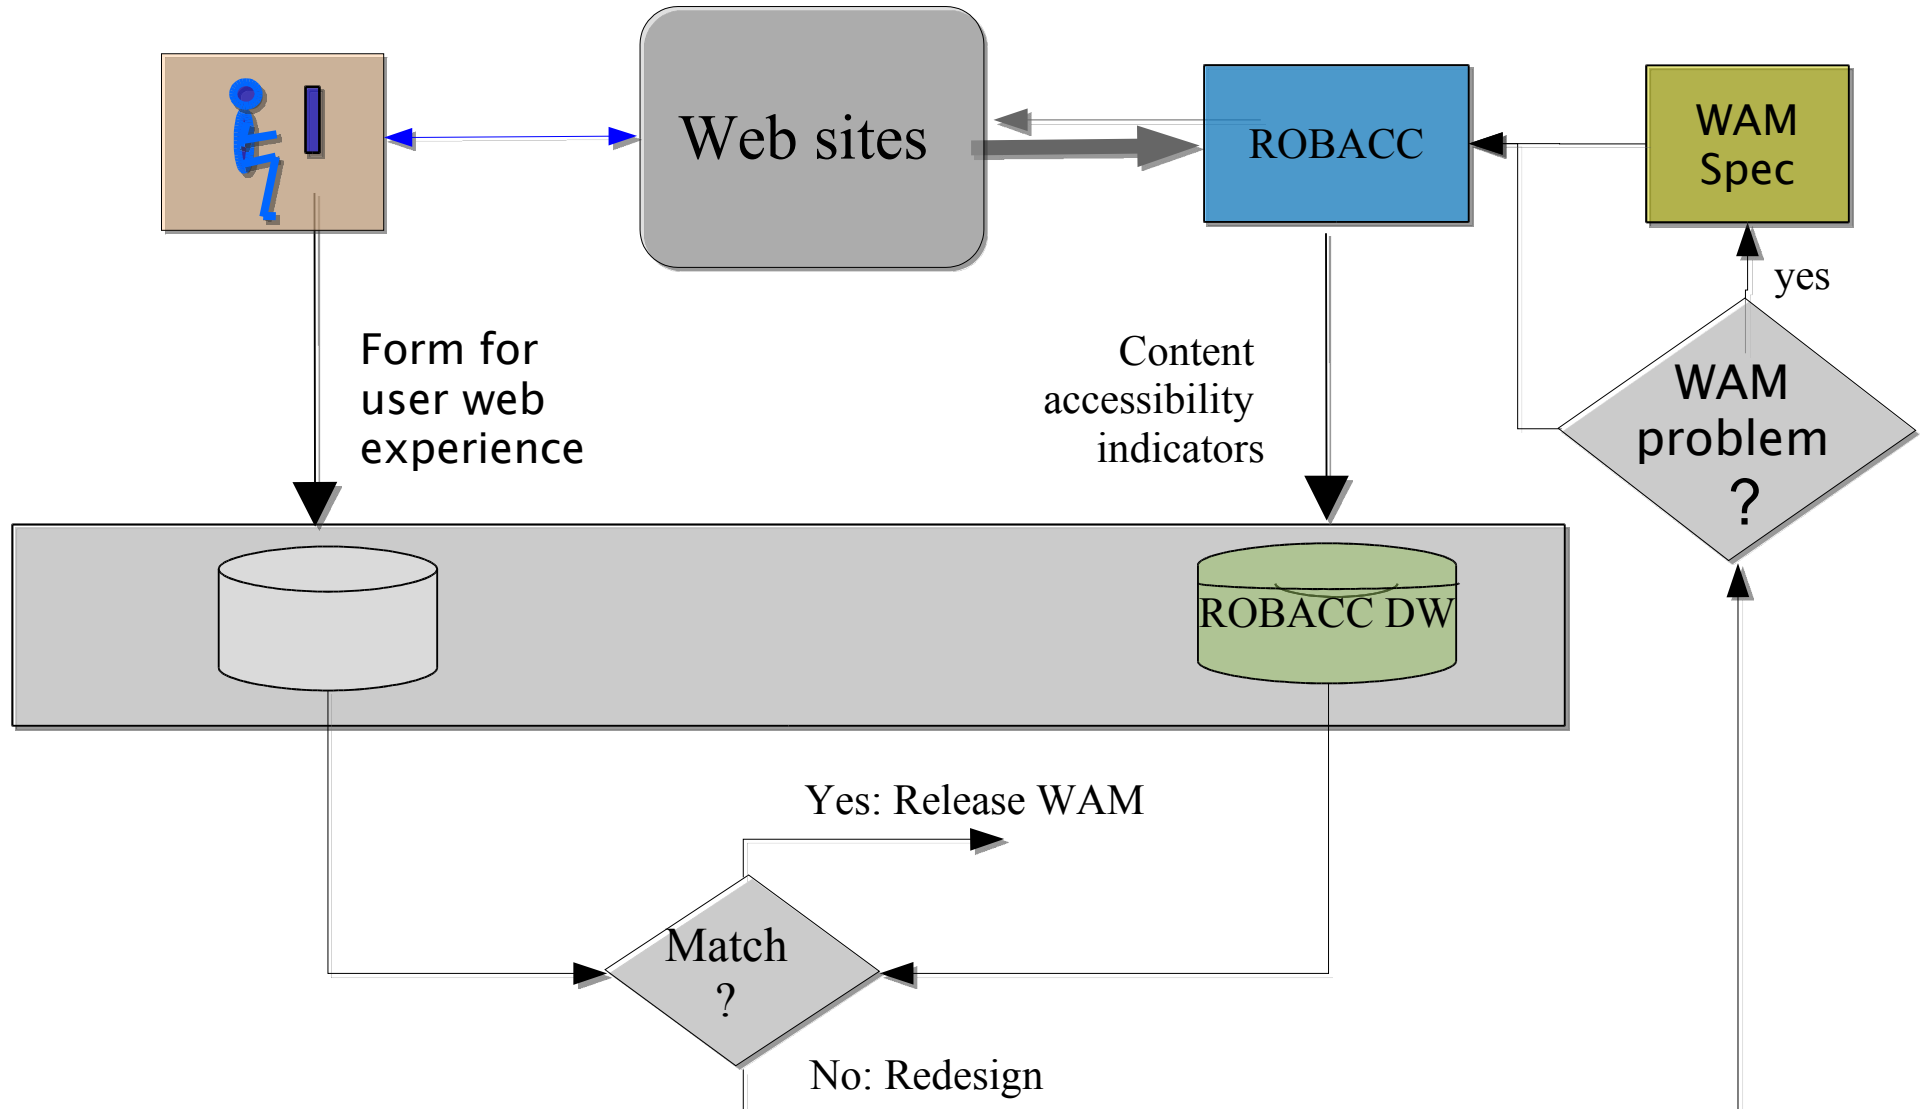 Web sites
ROBACC
WAM
Spec
yes
Form for
user web
experience
Content
accessibility
indicators
WAM
problem
?
ROBACC DW
Yes: Release WAM
Match
?
No: Redesign